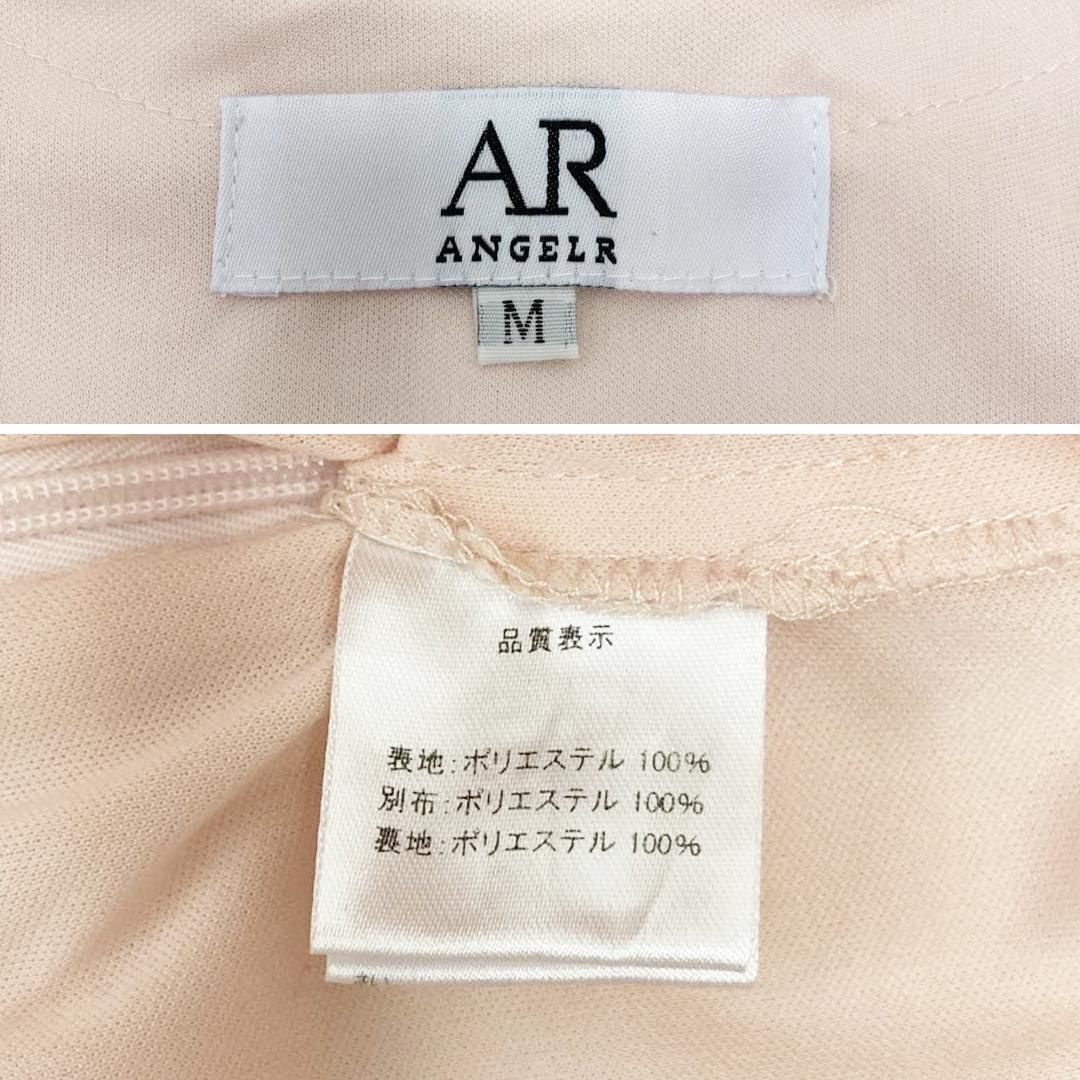 AR
ANGELR
M
品質表示
表地:ポリエステル 100%
別布:ポリエステル 100%
裏地:ポリエステル 100%